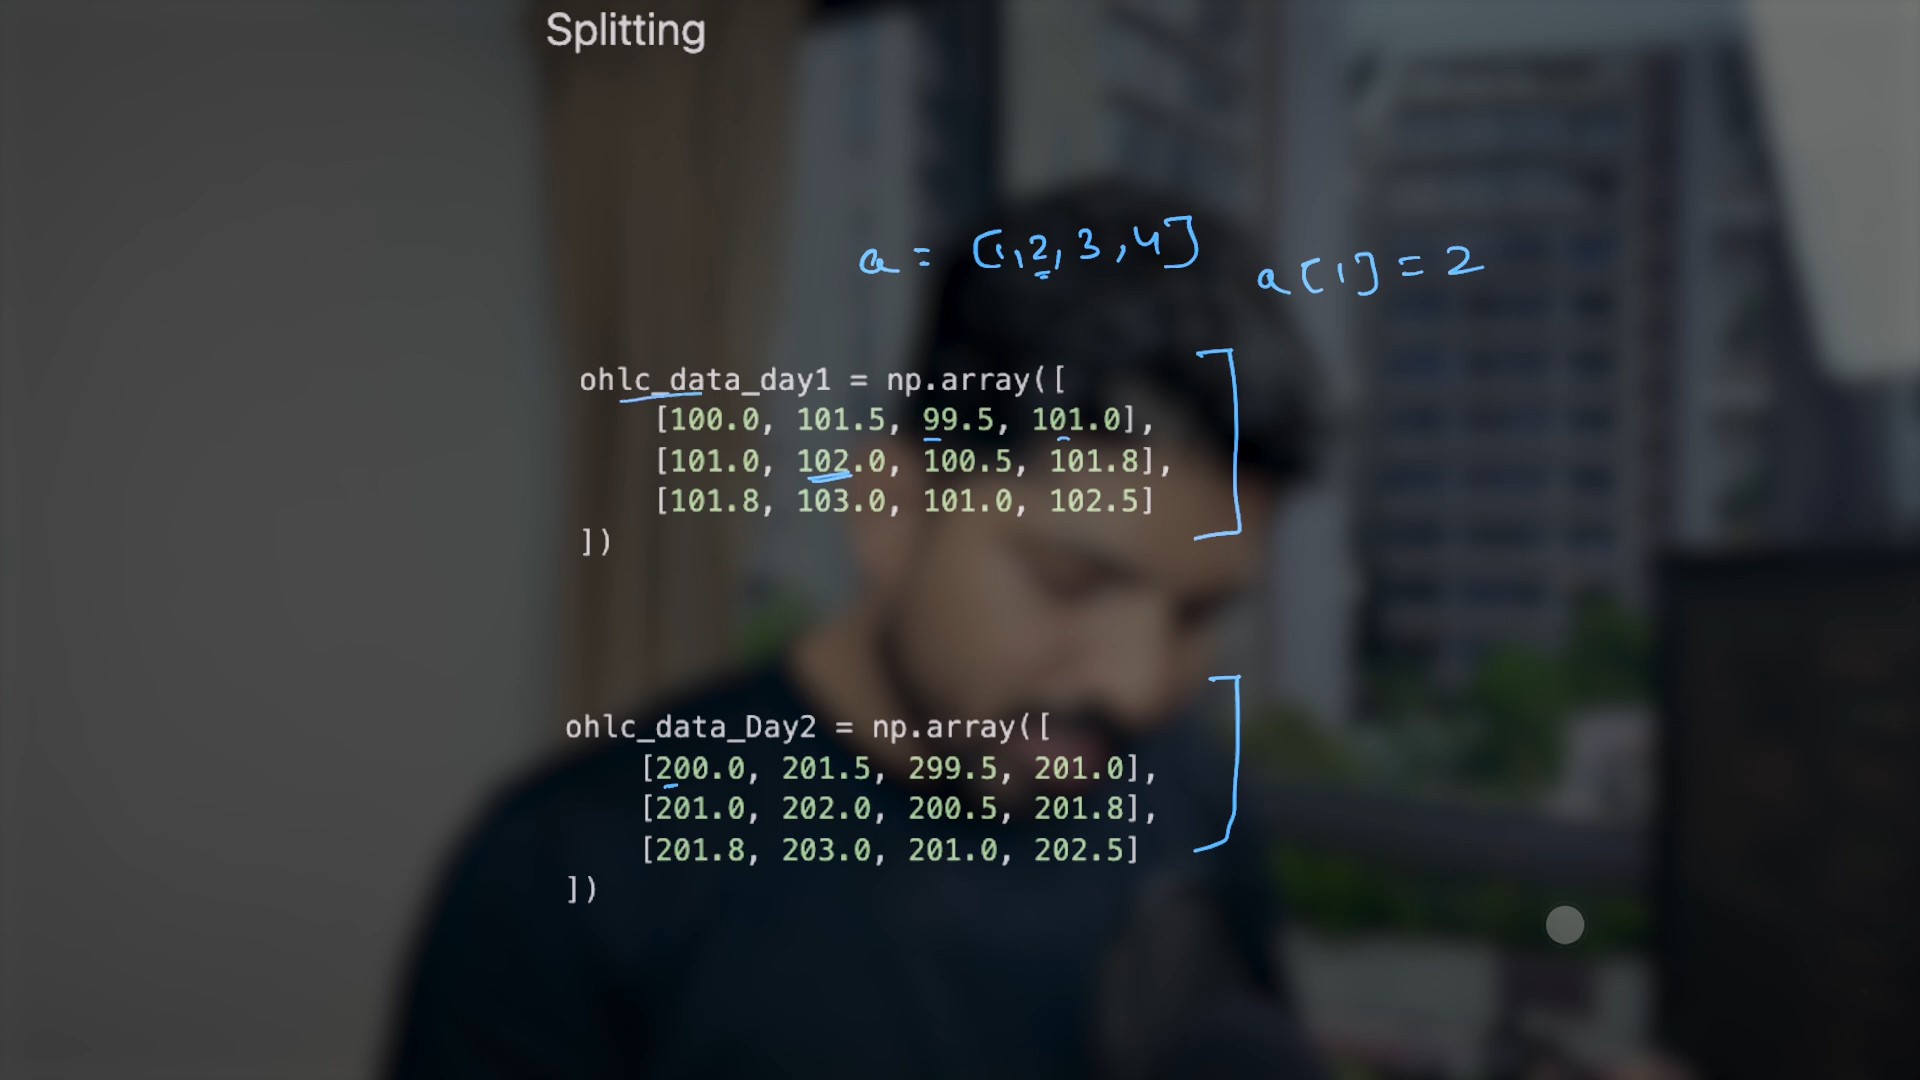 Splitting
a = [1,2,3,4]
a[1] = 2
ohlc_data_day1 = np.array([
[100.0, 101.5, 99.5, 101.0],
[101.0, 102.0, 100.5, 101.8],
[101.8, 103.0, 101.0, 102.5]
])
ohlc_data_Day2 = np.array([
[200.0, 201.5, 299.5, 201.0],
[201.0, 202.0, 200.5, 201.8],
[201.8, 203.0, 201.0, 202.5]
])